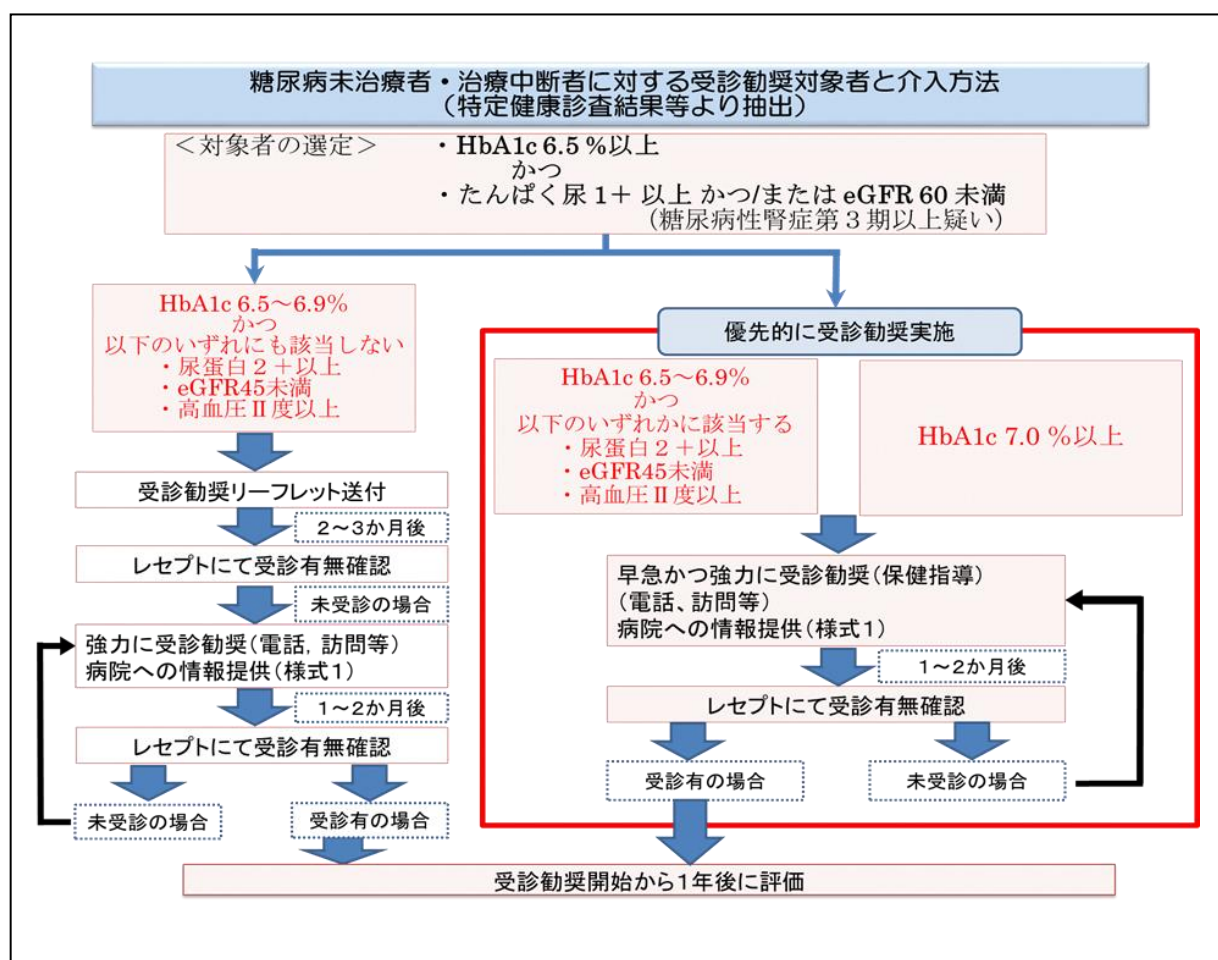 糖尿病未治療者・治療中断者に対する受診勧奨対象者と介入方法
（特定健康診査結果等より抽出）
＜対象者の選定＞ ・HbA1c 6.5 %以上
かつ
・たんぱく尿 1＋ 以上 かつ/または eGFR 60 未満
（糖尿病性腎症第３期以上疑い）
HbA1c 6.5～6.9%
かつ
以下のいずれにも該当しない
・尿蛋白２＋以上
・eGFR45未満
・高血圧Ⅱ度以上
受診勧奨リーフレット送付
２～３か月後
レセプトにて受診有無確認
未受診の場合
強力に受診勧奨（電話，訪問等）
病院への情報提供（様式１）
１～２か月後
レセプトにて受診有無確認
未受診の場合
受診有の場合
優先的に受診勧奨実施
HbA1c 6.5～6.9%
かつ
以下のいずれかに該当する
・尿蛋白２＋以上
・eGFR45未満
・高血圧Ⅱ度以上
HbA1c 7.0 %以上
早急かつ強力に受診勧奨（保健指導）
（電話、訪問等）
病院への情報提供（様式１）
１～２か月後
レセプトにて受診有無確認
受診有の場合
未受診の場合
受診勧奨開始から１年後に評価